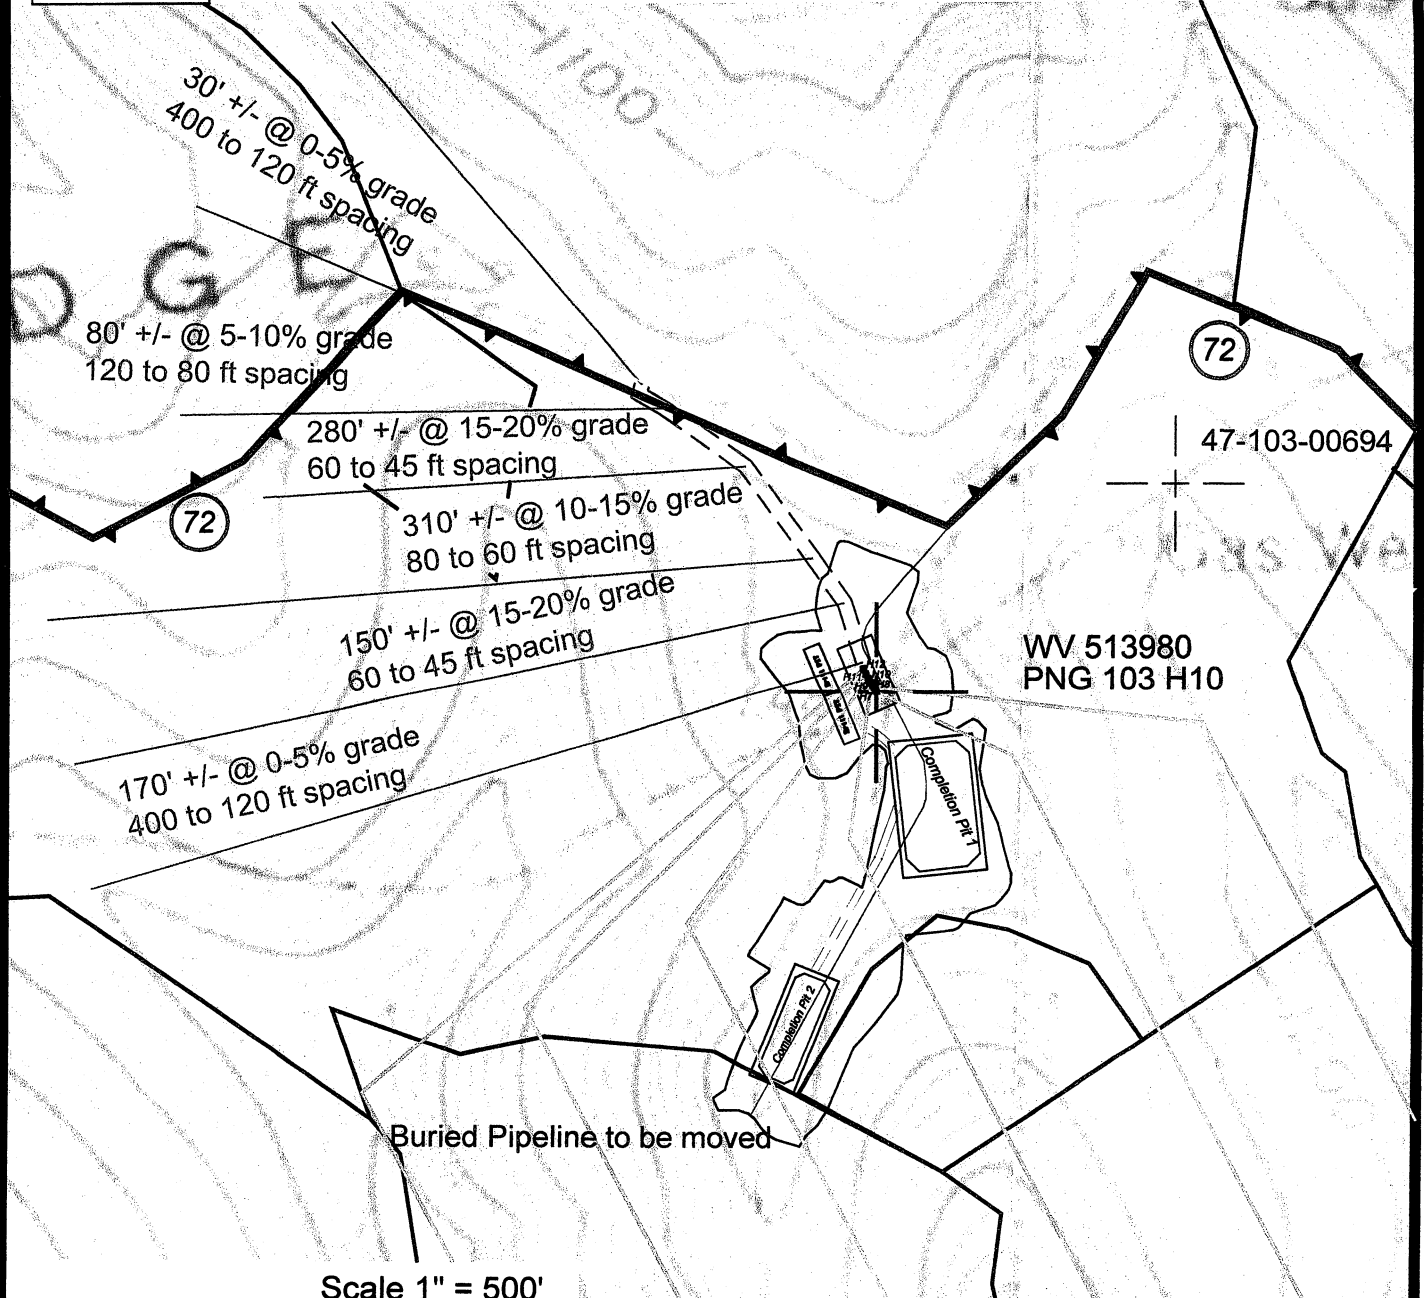 1100
30' +/- @ 0-5% grade
400 to 120 ft spacing
D G E
80' +/- @ 5-10% grade
120 to 80 ft spacing
72
47-103-00694
280' +/- @ 15-20% grade
60 to 45 ft spacing
72
310' +/- @ 10-15% grade
80 to 60 ft spacing
Gas We
150' +/- @ 15-20% grade
60 to 45 ft spacing
WV 513980
PNG 103 H10
170' +/- @ 0-5% grade
400 to 120 ft spacing
Completion Pit 1
Completion Pit 2
Buried Pipeline to be moved
Scale 1" = 500'